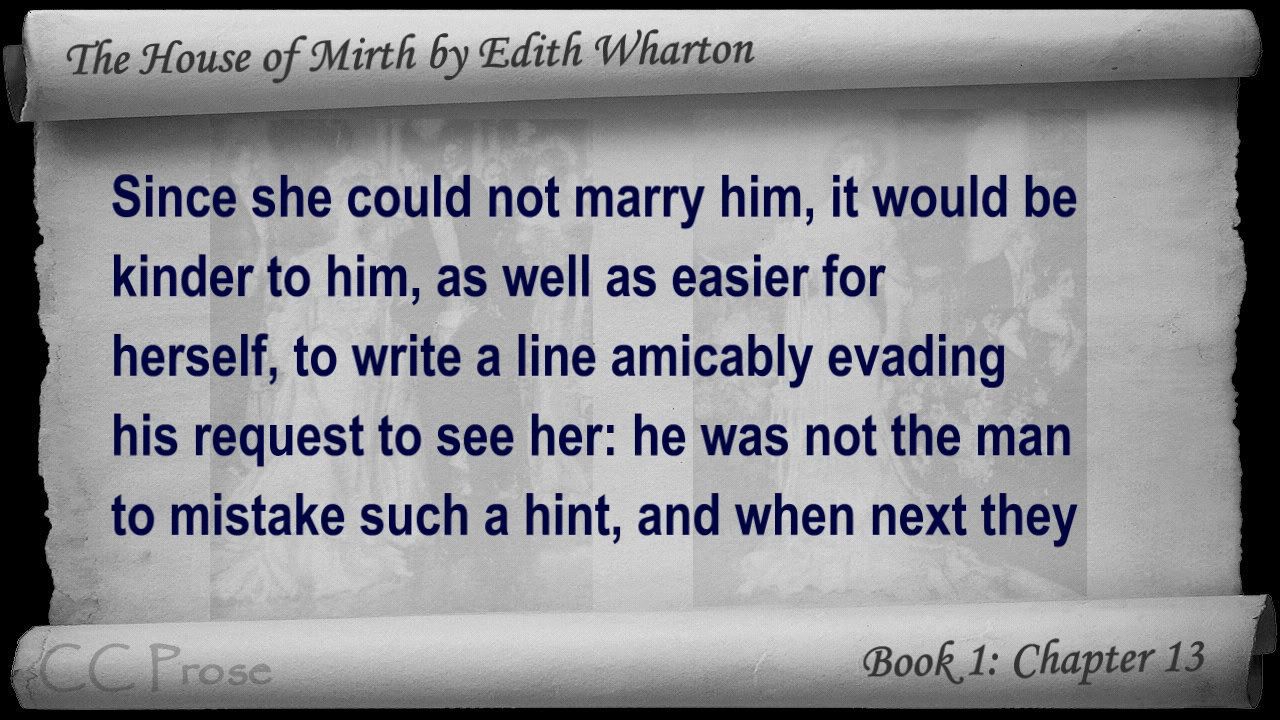 The House of Mirth by Edith Wharton
Since she could not marry him, it would be
kinder to him, as well as easier for
herself, to write a line amicably evading
his request to see her: he was not the man
to mistake such a hint, and when next they
CC Prose
Book 1: Chapter 13